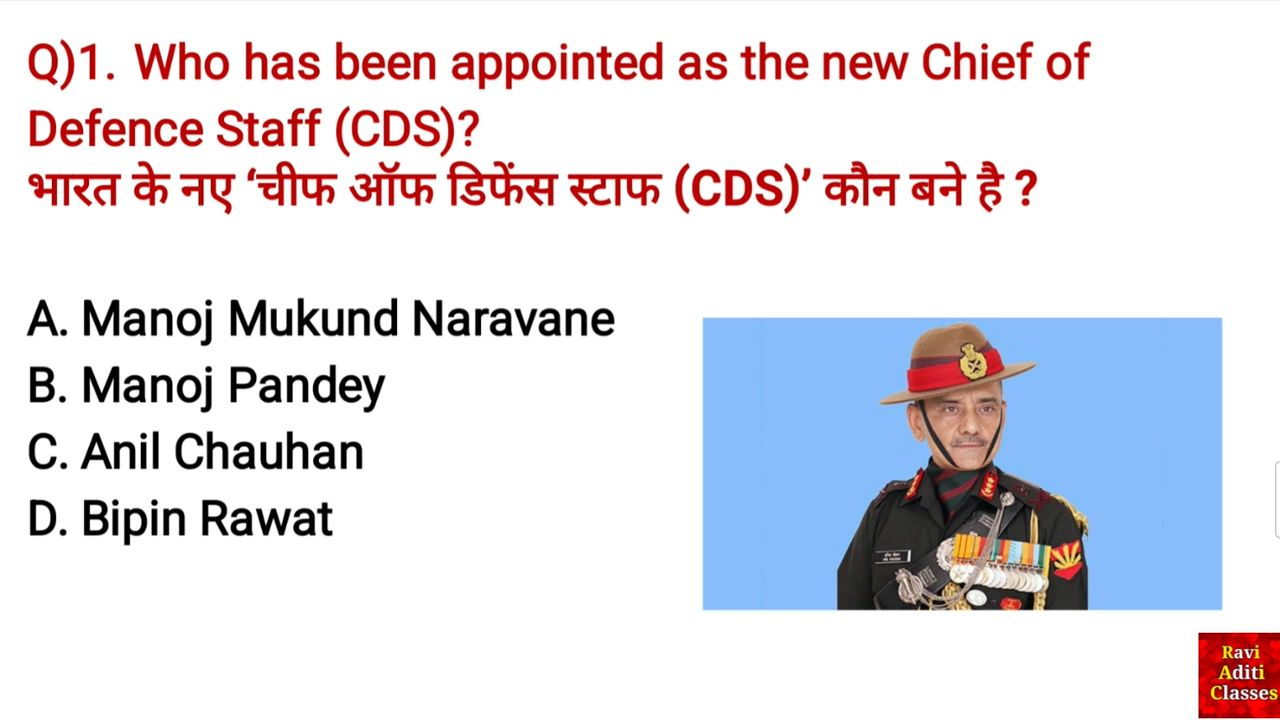 Q)1. Who has been appointed as the new Chief of
Defence Staff (CDS)?
भारत के नए ‘चीफ ऑफ डिफेंस स्टाफ (CDS)’ कौन बने है ?
A. Manoj Mukund Naravane
B. Manoj Pandey
C. Anil Chauhan
D. Bipin Rawat
Ravi
Aditi
Classes